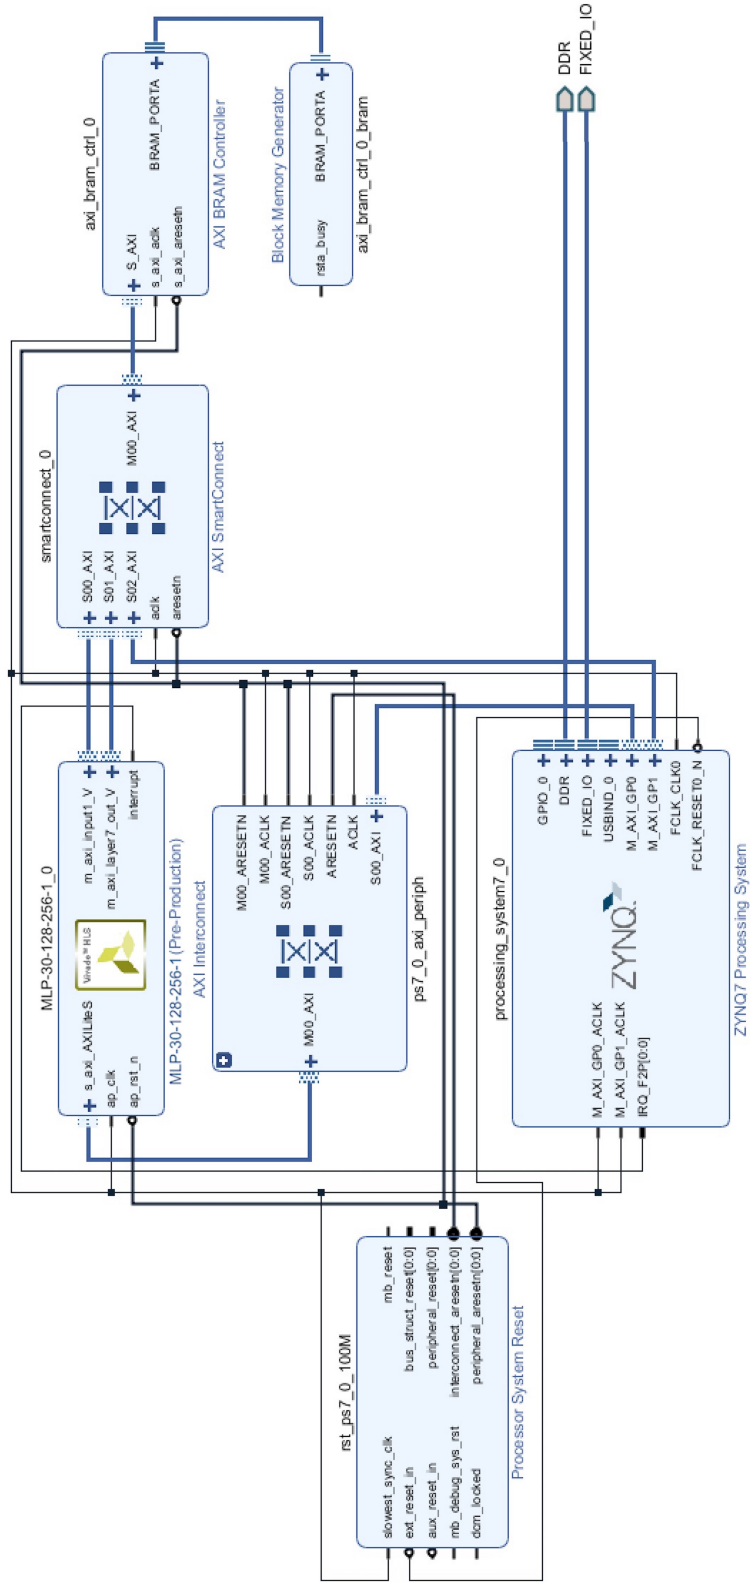 rst_ps7_0_100M
slowest_sync_clk
ext_reset_in
aux_reset_in
mb_debug_sys_rst
dcm_locked
mb_reset
bus_struct_reset[0:0]
peripheral_reset[0:0]
interconnect_aresetn[0:0]
peripheral_aresetn[0:0]
Processor System Reset
MLP-30-128-256-1_0
s_axi_AXILiteS
ap_clk
ap_rst_n
Vivado™ HLS
m_axi_input1_V
m_axi_layer7_out_V
interrupt
MLP-30-128-256-1 (Pre-Production)
AXI Interconnect
M00_AXI
M00_ARESETN
M00_ACLK
S00_ARESETN
S00_ACLK
ARESETN
ACLK
S00_AXI
ps7_0_axi_periph
processing_system7_0
M_AXI_GP0_ACLK
M_AXI_GP1_ACLK
IRQ_F2P[0:0]
ZYNQ
GPIO_0
DDR
FIXED_IO
USBIND_0
M_AXI_GP0
M_AXI_GP1
FCLK_CLK0
FCLK_RESET0_N
ZYNQ7 Processing System
smartconnect_0
S00_AXI
S01_AXI
S02_AXI
aclk
aresetn
M00_AXI
AXI SmartConnect
axi_bram_ctrl_0
S_AXI
s_axi_aclk
s_axi_aresetn
BRAM_PORTA
AXI BRAM Controller
Block Memory Generator
rsta_busy
BRAM_PORTA
axi_bram_ctrl_0_bram
DDR
FIXED_IO